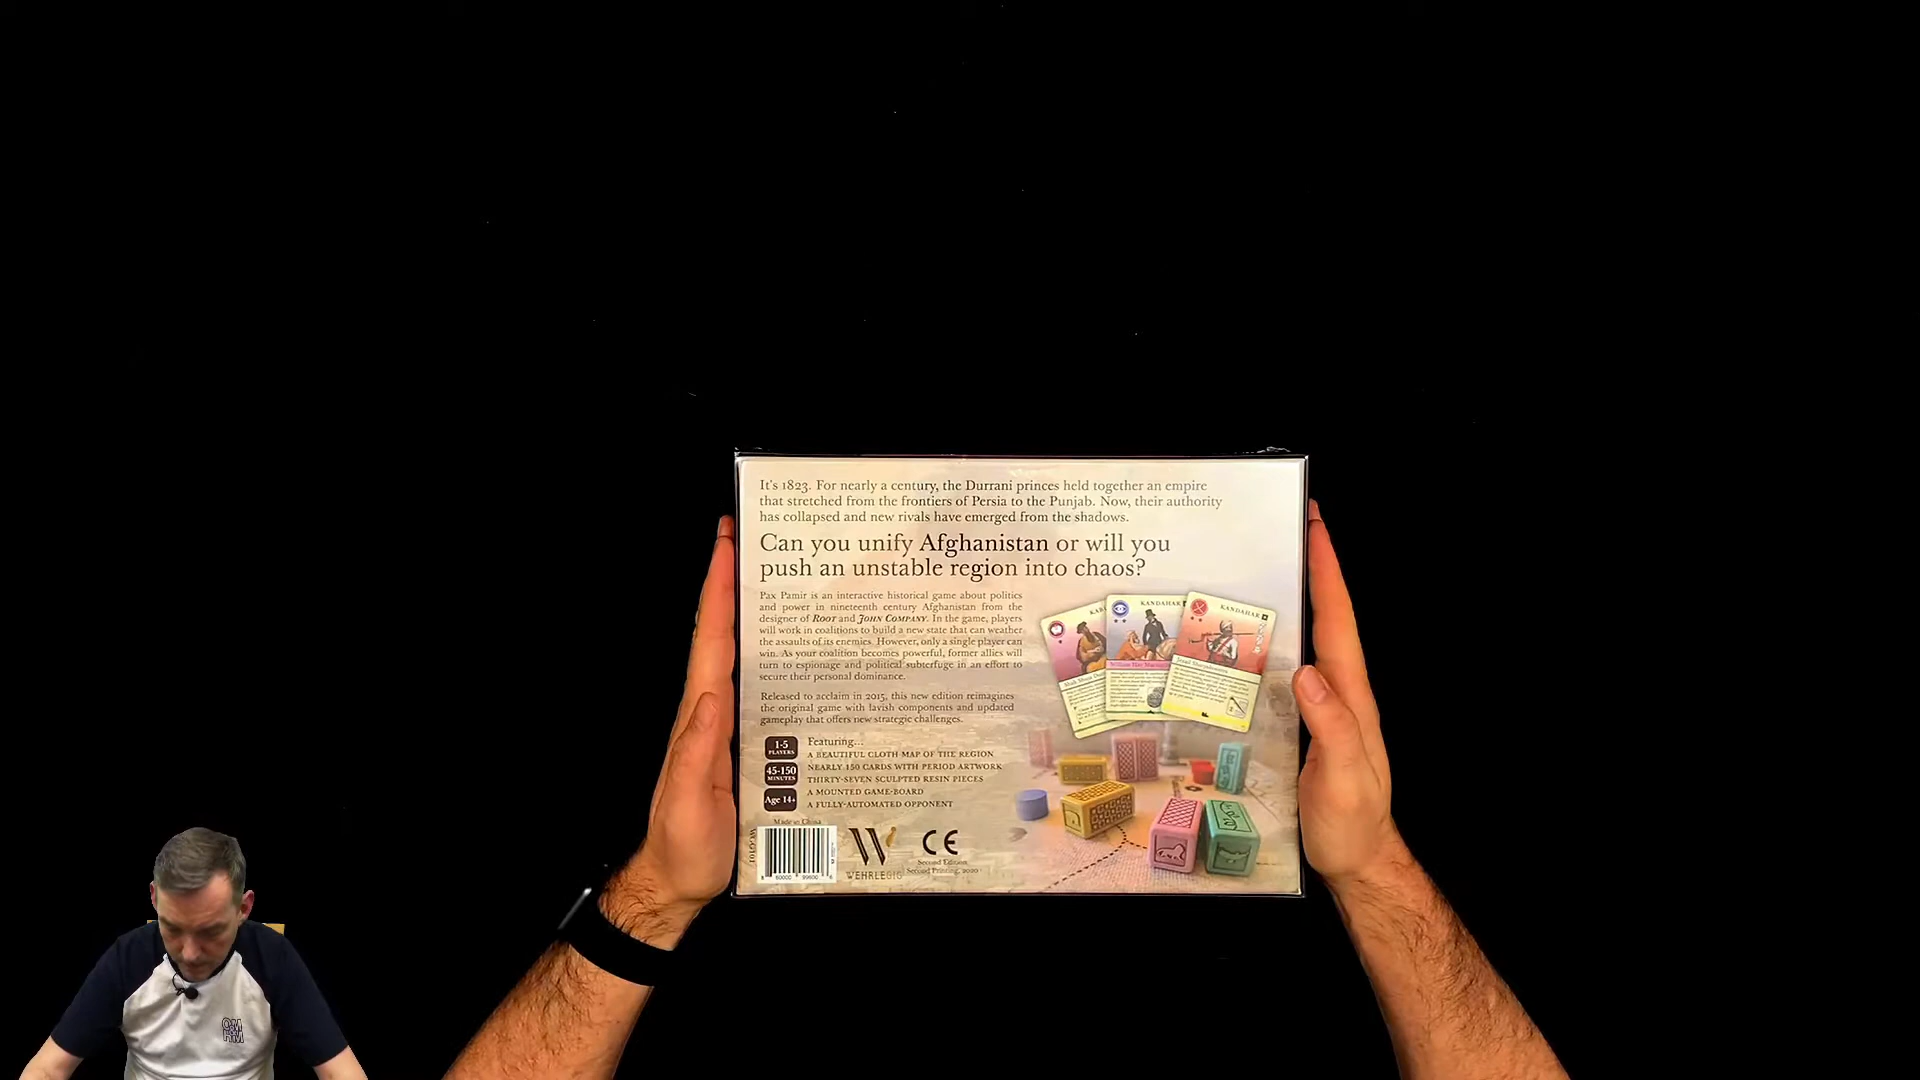 It's 1823. For nearly a century, the Durrani princes held together an empire
that stretched from the frontiers of Persia to the Punjab. Now, their authority
has collapsed and new rivals have emerged from the shadows.
Can you unify Afghanistan or will you
push an unstable region into chaos?
Pax Pamir is an interactive historical game about politics
and power in nineteenth century Afghanistan from the
designer of ROOT and JOHN COMPANY. In the game, players
will work in coalitions to build a new state that can weather
the assaults of its enemies. However, only a single player can
win. As your coalition becomes powerful, former allies will
turn to espionage and political subterfuge in an effort to
secure their personal dominance.
Released to acclaim in 2015, this new edition reimagines
the original game with lavish components and updated
gameplay that offers new strategic challenges.
1-5
PLAYERS
45-150
MINUTES
Age 14+
Featuring...
A BEAUTIFUL CLOTH MAP OF THE REGION
NEARLY 150 CARDS WITH PERIOD ARTWORK
THIRTY-SEVEN SCULPTED RESIN PIECES
A MOUNTED GAME-BOARD
A FULLY-AUTOMATED OPPONENT
KANDAHAR
KANDAHAR
Jezail Sharpshooters
Made in China
WEHRLEGIG
CE
Second Edition
Second Printing, 2020